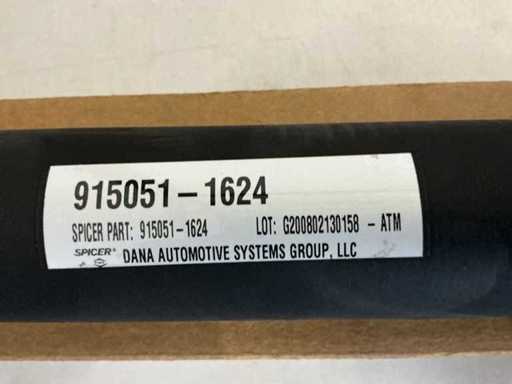 915051-1624
SPICER PART: 915051-1624 LOT: G200802130158 - ATM
SPICER® DANA AUTOMOTIVE SYSTEMS GROUP, LLC